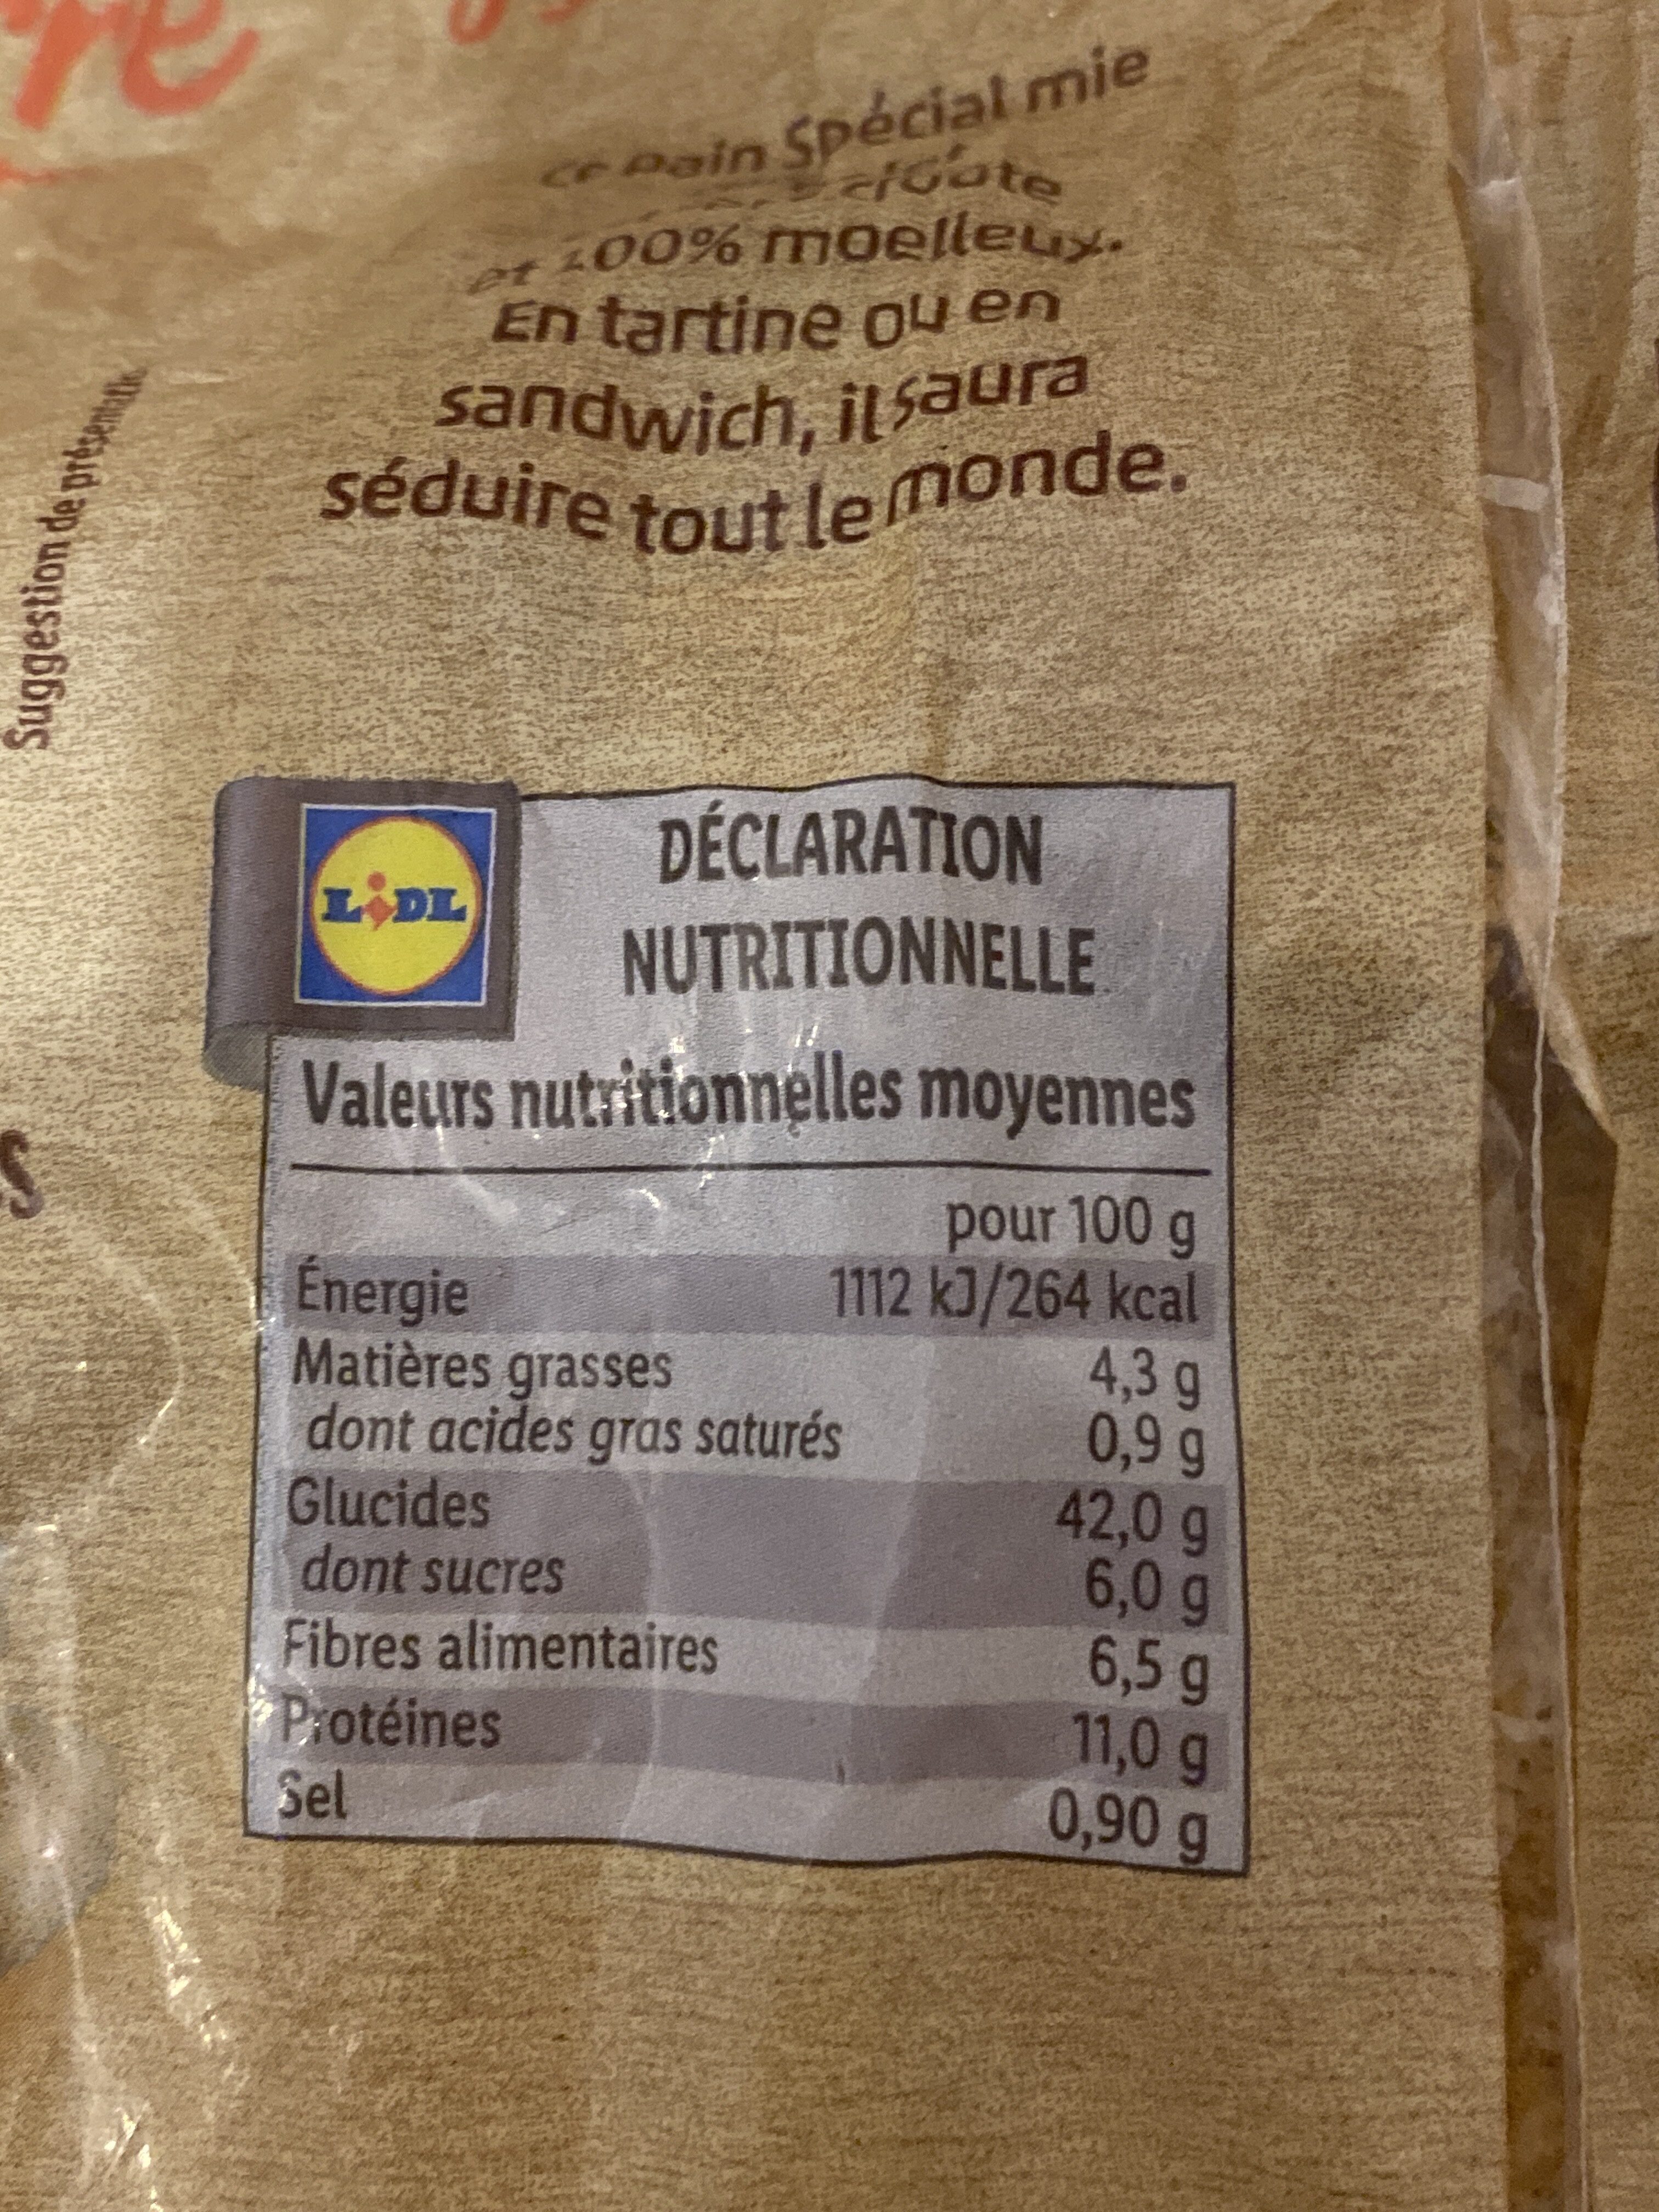 ce pain Spécial mie
et 100% moelleux.
En tartine ou en
sandwich, il saura
séduire tout le monde.
Suggestion de
LIDL
DÉCLARATION
NUTRITIONNELLE
Valeurs nutritionnelles moyennes
pour 100 g
Énergie 1112 kJ/264 kcal
Matières grasses 4,3 g
dont acides gras saturés 0,9 g
Glucides 42,0 g
dont sucres 6,0 g
Fibres alimentaires 6,5 g
Protéines 11,0 g
Sel 0,90 g